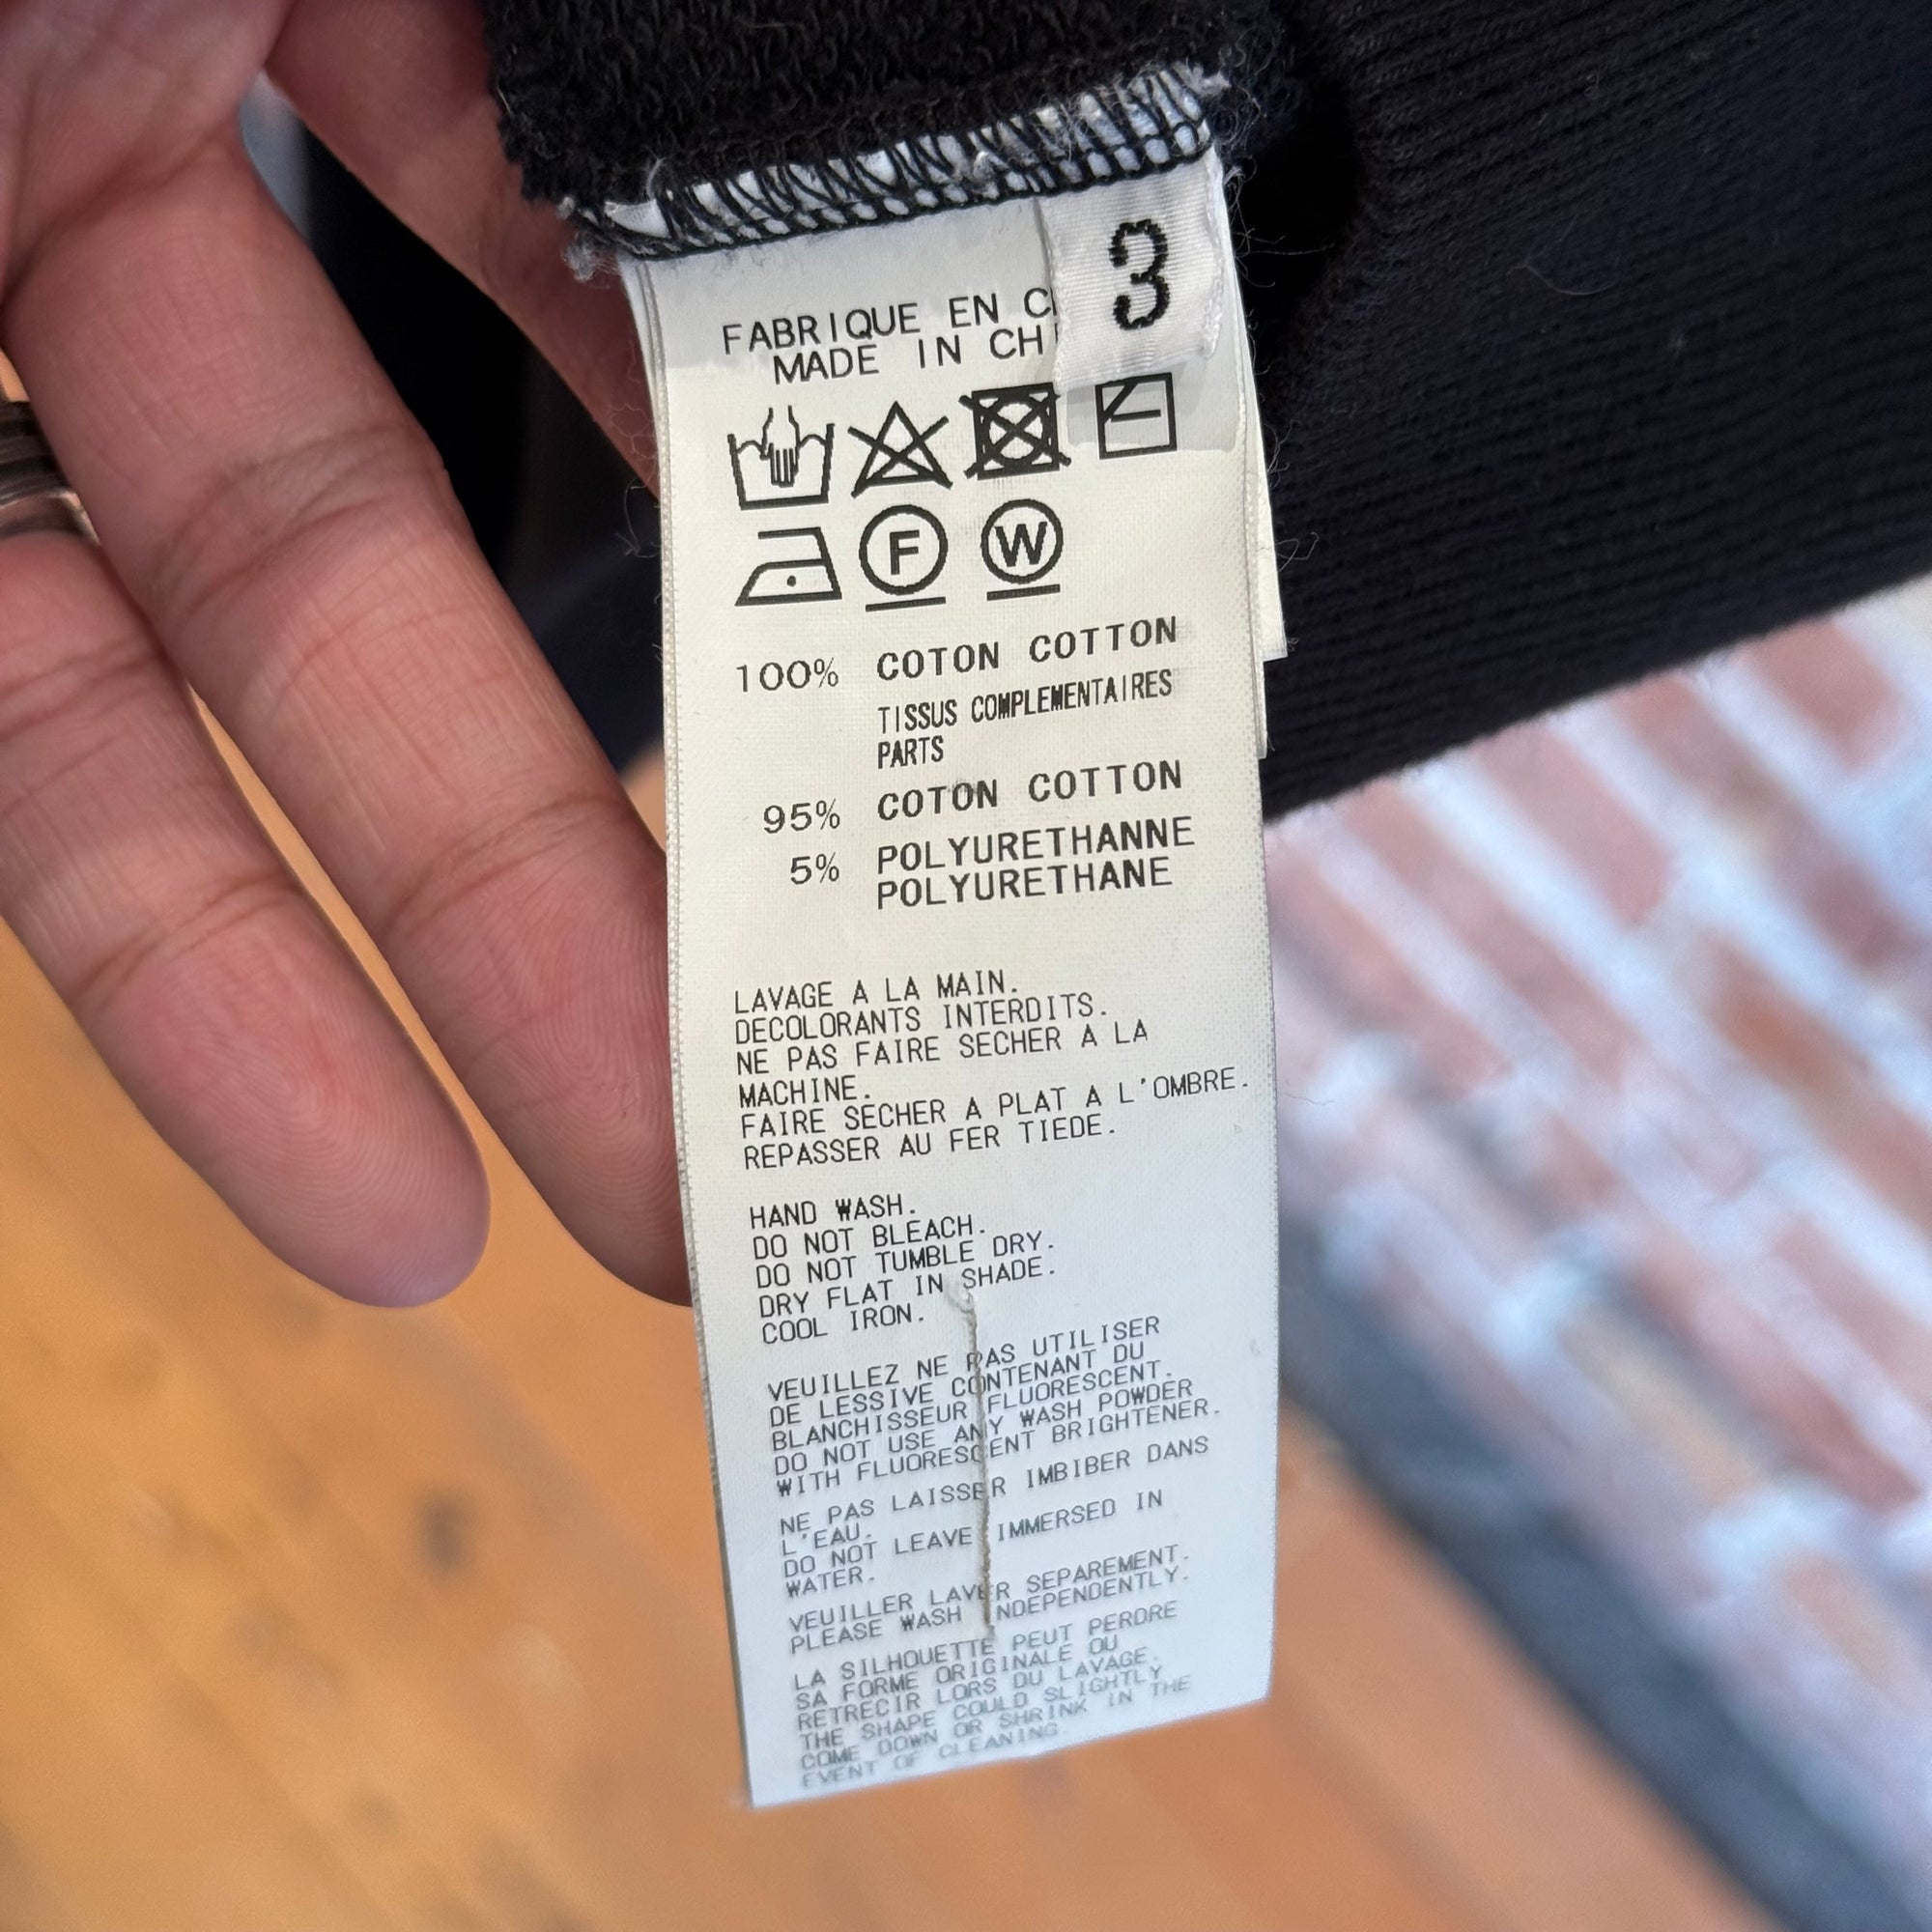 3
FABRIQUE EN C
MADE IN CH
F W
100% COTON COTTON
TISSUS COMPLEMENTAIRES
PARTS
95% COTON COTTON
5% POLYURETHANNE
POLYURETHANE
LAVAGE A LA MAIN.
DECOLORANTS INTERDITS.
NE PAS FAIRE SECHER A LA
MACHINE.
FAIRE SECHER A PLAT A L'OMBRE.
REPASSER AU FER TIEDE.
HAND WASH.
DO NOT BLEACH.
DO NOT TUMBLE DRY.
DRY FLAT IN SHADE.
COOL IRON.
VEUILLEZ NE PAS UTILISER
DE LESSIVE CONTENANT DU
BLANCHISSEUR FLUORESCENT.
DO NOT USE ANY WASH POWDER
WITH FLUORESCENT BRIGHTENER.
NE PAS LAISSER IMBIBER DANS
L'EAU.
DO NOT LEAVE IMMERSED IN
WATER.
VEUILLER LAVER SEPAREMENT.
PLEASE WASH INDEPENDENTLY.
LA SILHOUETTE PEUT PERDRE
SA FORME ORIGINALE OU
RETRECIR LORS DU LAVAGE.
THE SHAPE COULD SLIGHTLY
COME DOWN OR SHRINK IN THE
EVENT OF CLEANING.